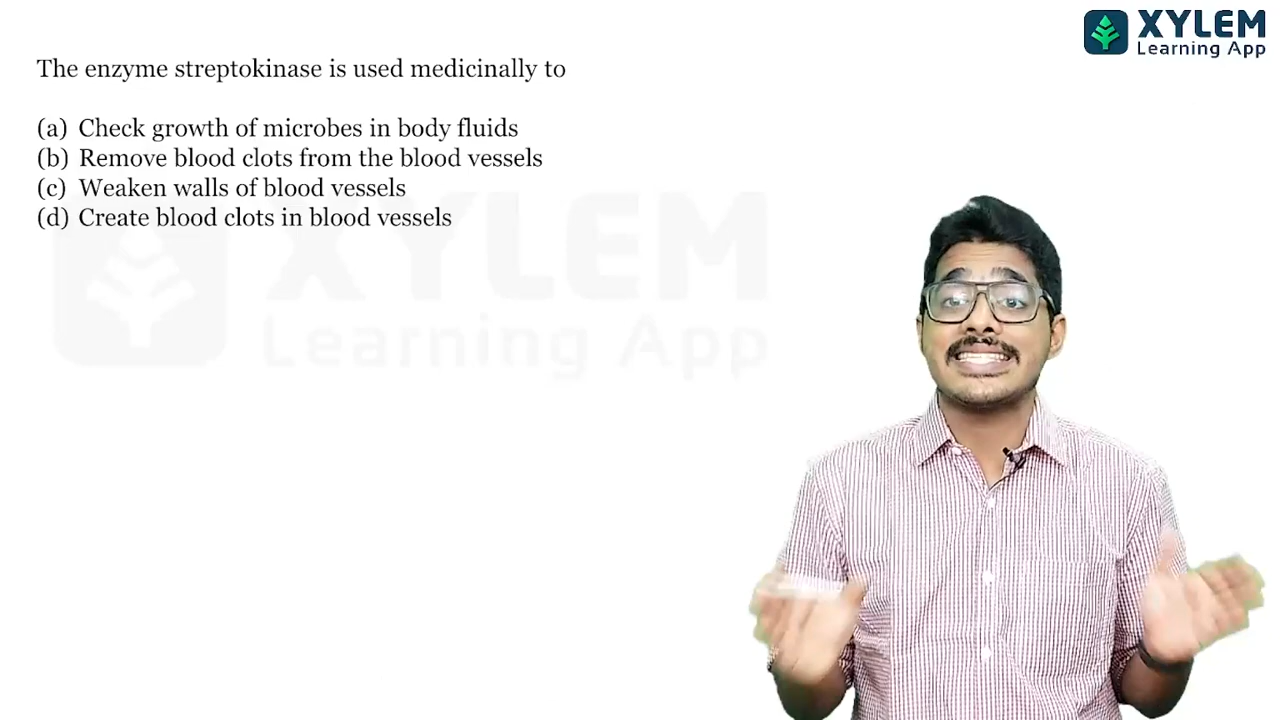 XYLEM
Learning App
The enzyme streptokinase is used medicinally to
(a) Check growth of microbes in body fluids
(b) Remove blood clots from the blood vessels
(c) Weaken walls of blood vessels
(d) Create blood clots in blood vessels
XYLEM
Learning App